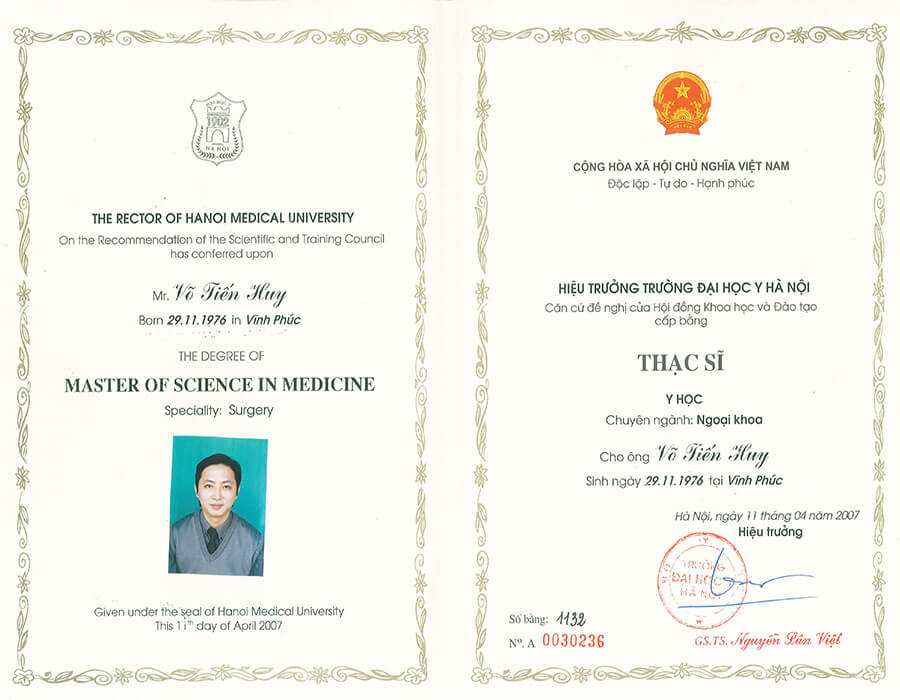 ĐẠI HỌC Y
1902
HÀ NỘI
THE RECTOR OF HANOI MEDICAL UNIVERSITY
On the Recommendation of the Scientific and Training Council
has conferred upon
Mr. Võ Tiến Huy
Born 29.11.1976 in Vĩnh Phúc
THE DEGREE OF
MASTER OF SCIENCE IN MEDICINE
Speciality: Surgery
Given under the seal of Hanoi Medical University
This 11th day of April 2007
CỘNG HÒA XÃ HỘI CHỦ NGHĨA VIỆT NAM
Độc lập - Tự do - Hạnh phúc
HIỆU TRƯỞNG TRƯỜNG ĐẠI HỌC Y HÀ NỘI
Căn cứ đề nghị của Hội đồng Khoa học và Đào tạo
cấp bằng
THẠC SĨ
Y HỌC
Chuyên ngành: Ngoại khoa
Cho ông Võ Tiến Huy
Sinh ngày 29.11.1976 tại Vĩnh Phúc
Hà Nội, ngày 11 tháng 04 năm 2007
Hiệu trưởng
TRƯỜNG
ĐẠI HỌC
HÀ NỘI
Số bằng: 1132
Nº. A 0030236
GS.TS. Nguyễn Lân Việt